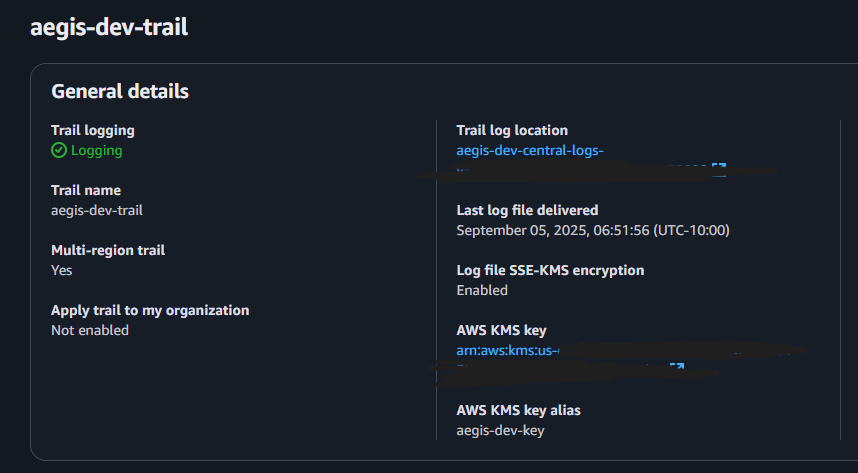 aegis-dev-trail
General details
Trail logging
Logging
Trail name
aegis-dev-trail
Multi-region trail
Yes
Apply trail to my organization
Not enabled
Trail log location
aegis-dev-central-logs-
Last log file delivered
September 05, 2025, 06:51:56 (UTC-10:00)
Log file SSE-KMS encryption
Enabled
AWS KMS key
arn:aws:kms:us-
AWS KMS key alias
aegis-dev-key